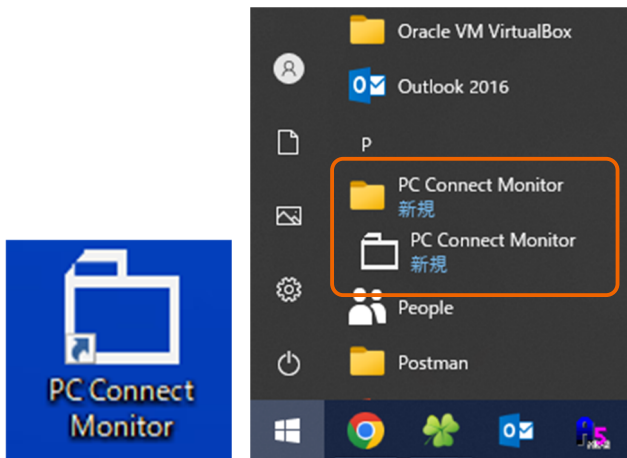 PC Connect
Monitor
Oracle VM VirtualBox
Outlook 2016
P
PC Connect Monitor
新規
PC Connect Monitor
新規
People
Postman